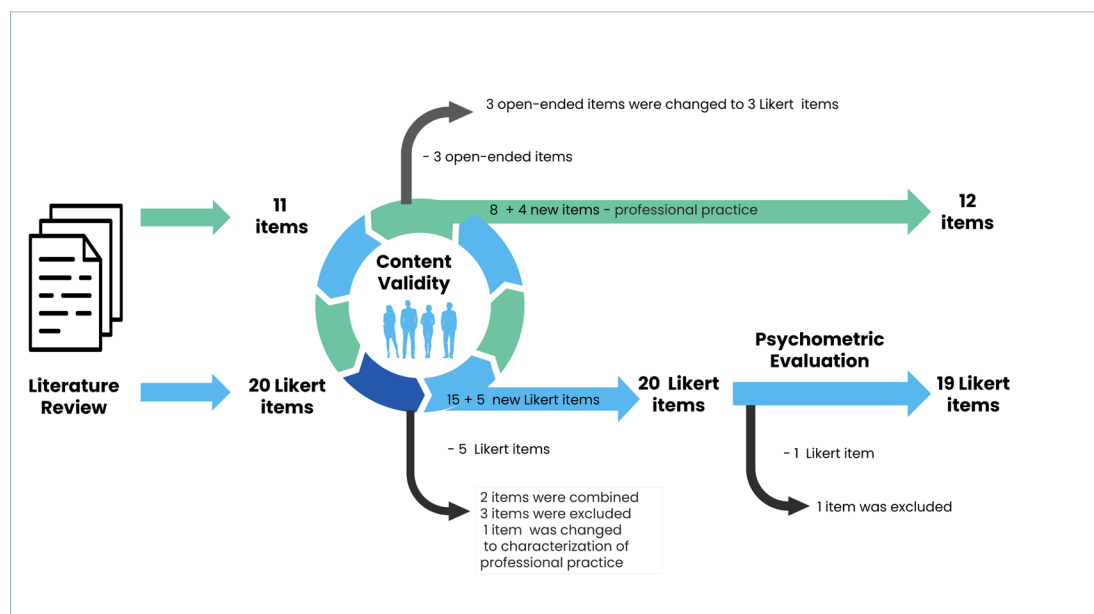 3 open-ended items were changed to 3 Likert items
- 3 open-ended items
11
items
8 + 4 new items - professional practice
12
items
Content
Validity
Literature
Review
20 Likert
items
15 + 5 new Likert items
20 Likert
items
Psychometric
Evaluation
19 Likert
items
- 5 Likert items
- 1 Likert item
2 items were combined
3 items were excluded
1 item was changed
to characterization of
professional practice
1 item was excluded